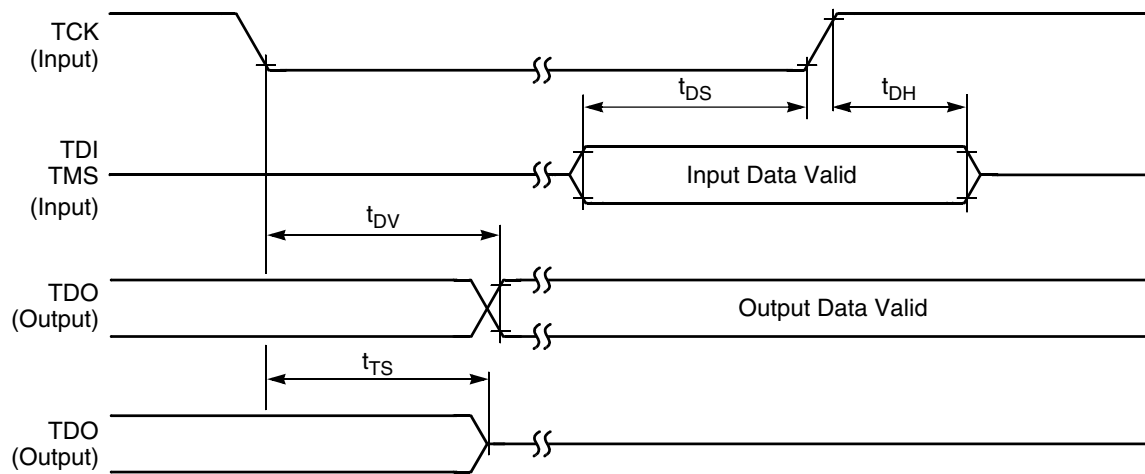 TCK
(Input)
tDS
tDH
TDI
TMS
(Input)
Input Data Valid
tDV
TDO
(Output)
Output Data Valid
tTS
TDO
(Output)